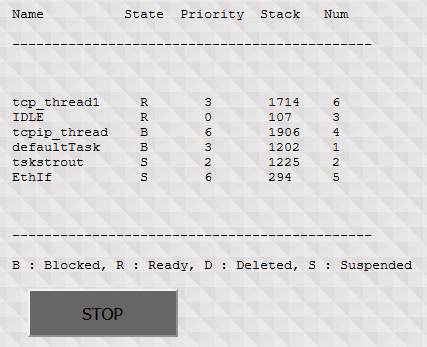 Name State Priority Stack Num
---------------------------------------------
tcp_thread1 R 3 1714 6
IDLE R 0 107 3
tcpip_thread B 6 1906 4
defaultTask B 3 1202 1
tskstrout S 2 1225 2
EthIf S 6 294 5
---------------------------------------------
B : Blocked, R : Ready, D : Deleted, S : Suspended
STOP